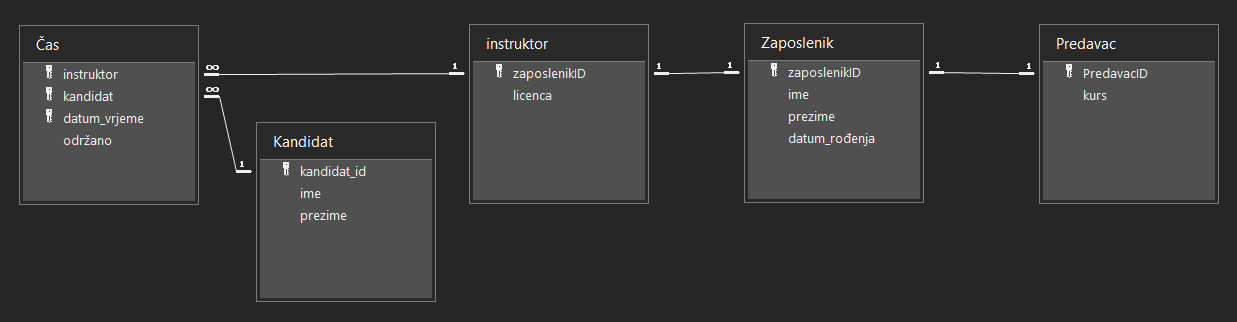 Čas
instruktor
kandidat
datum_vrjeme
održano
∞
∞
1
Kandidat
kandidat_id
ime
prezime
1
instruktor
zaposlenikID
licenca
1
1
Zaposlenik
zaposlenikID
ime
prezime
datum_rođenja
1
1
Predavac
PredavacID
kurs